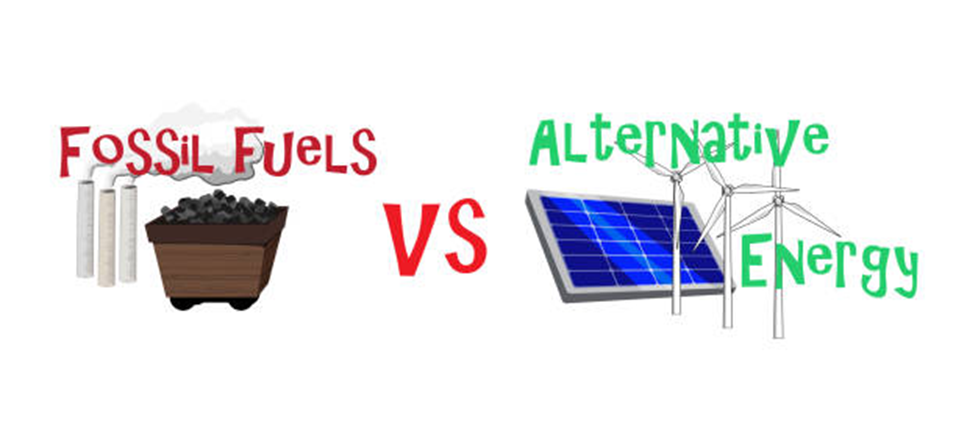 Fossil Fuels
VS
Alternative
Energy